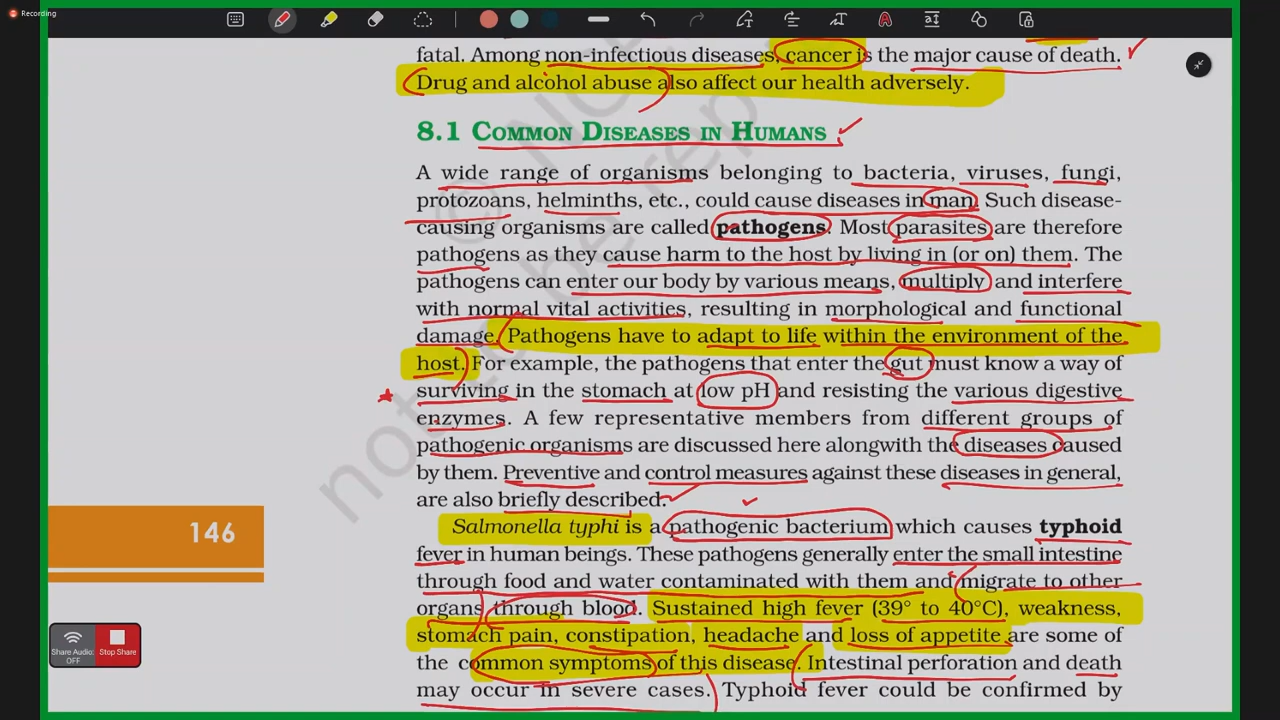 Recording
fatal. Among non-infectious diseases, cancer is the major cause of death.
Drug and alcohol abuse also affect our health adversely.
8.1 COMMON DISEASES IN HUMANS
A wide range of organisms belonging to bacteria, viruses, fungi,
protozoans, helminths, etc., could cause diseases in man. Such disease-
causing organisms are called pathogens. Most parasites are therefore
pathogens as they cause harm to the host by living in (or on) them. The
pathogens can enter our body by various means, multiply and interfere
with normal vital activities, resulting in morphological and functional
damage. Pathogens have to adapt to life within the environment of the
host. For example, the pathogens that enter the gut must know a way of
surviving in the stomach at low pH and resisting the various digestive
enzymes. A few representative members from different groups of
pathogenic organisms are discussed here alongwith the diseases caused
by them. Preventive and control measures against these diseases in general,
are also briefly described.
146
Salmonella typhi is a pathogenic bacterium which causes typhoid
fever in human beings. These pathogens generally enter the small intestine
through food and water contaminated with them and migrate to other
organs through blood. Sustained high fever (39° to 40°C), weakness,
stomach pain, constipation, headache and loss of appetite are some of
the common symptoms of this disease. Intestinal perforation and death
may occur in severe cases. Typhoid fever could be confirmed by
Share Audio: OFF
Stop Share
© NC
not to be rep